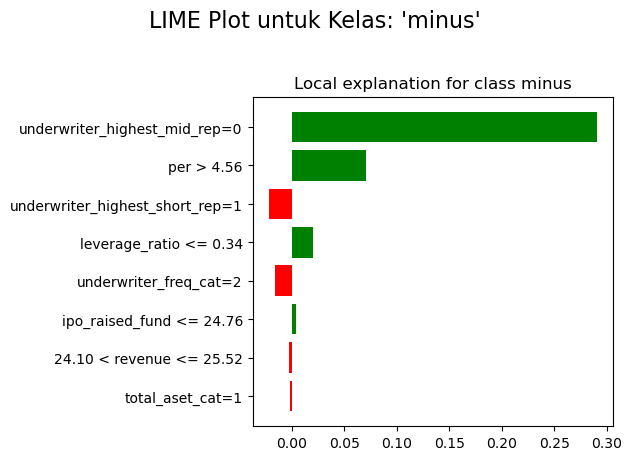 LIME Plot untuk Kelas: 'minus'
Local explanation for class minus
underwriter_highest_mid_rep=0
per > 4.56
underwriter_highest_short_rep=1
leverage_ratio <= 0.34
underwriter_freq_cat=2
ipo_raised_fund <= 24.76
24.10 < revenue <= 25.52
total_aset_cat=1
0.00 0.05 0.10 0.15 0.20 0.25 0.30